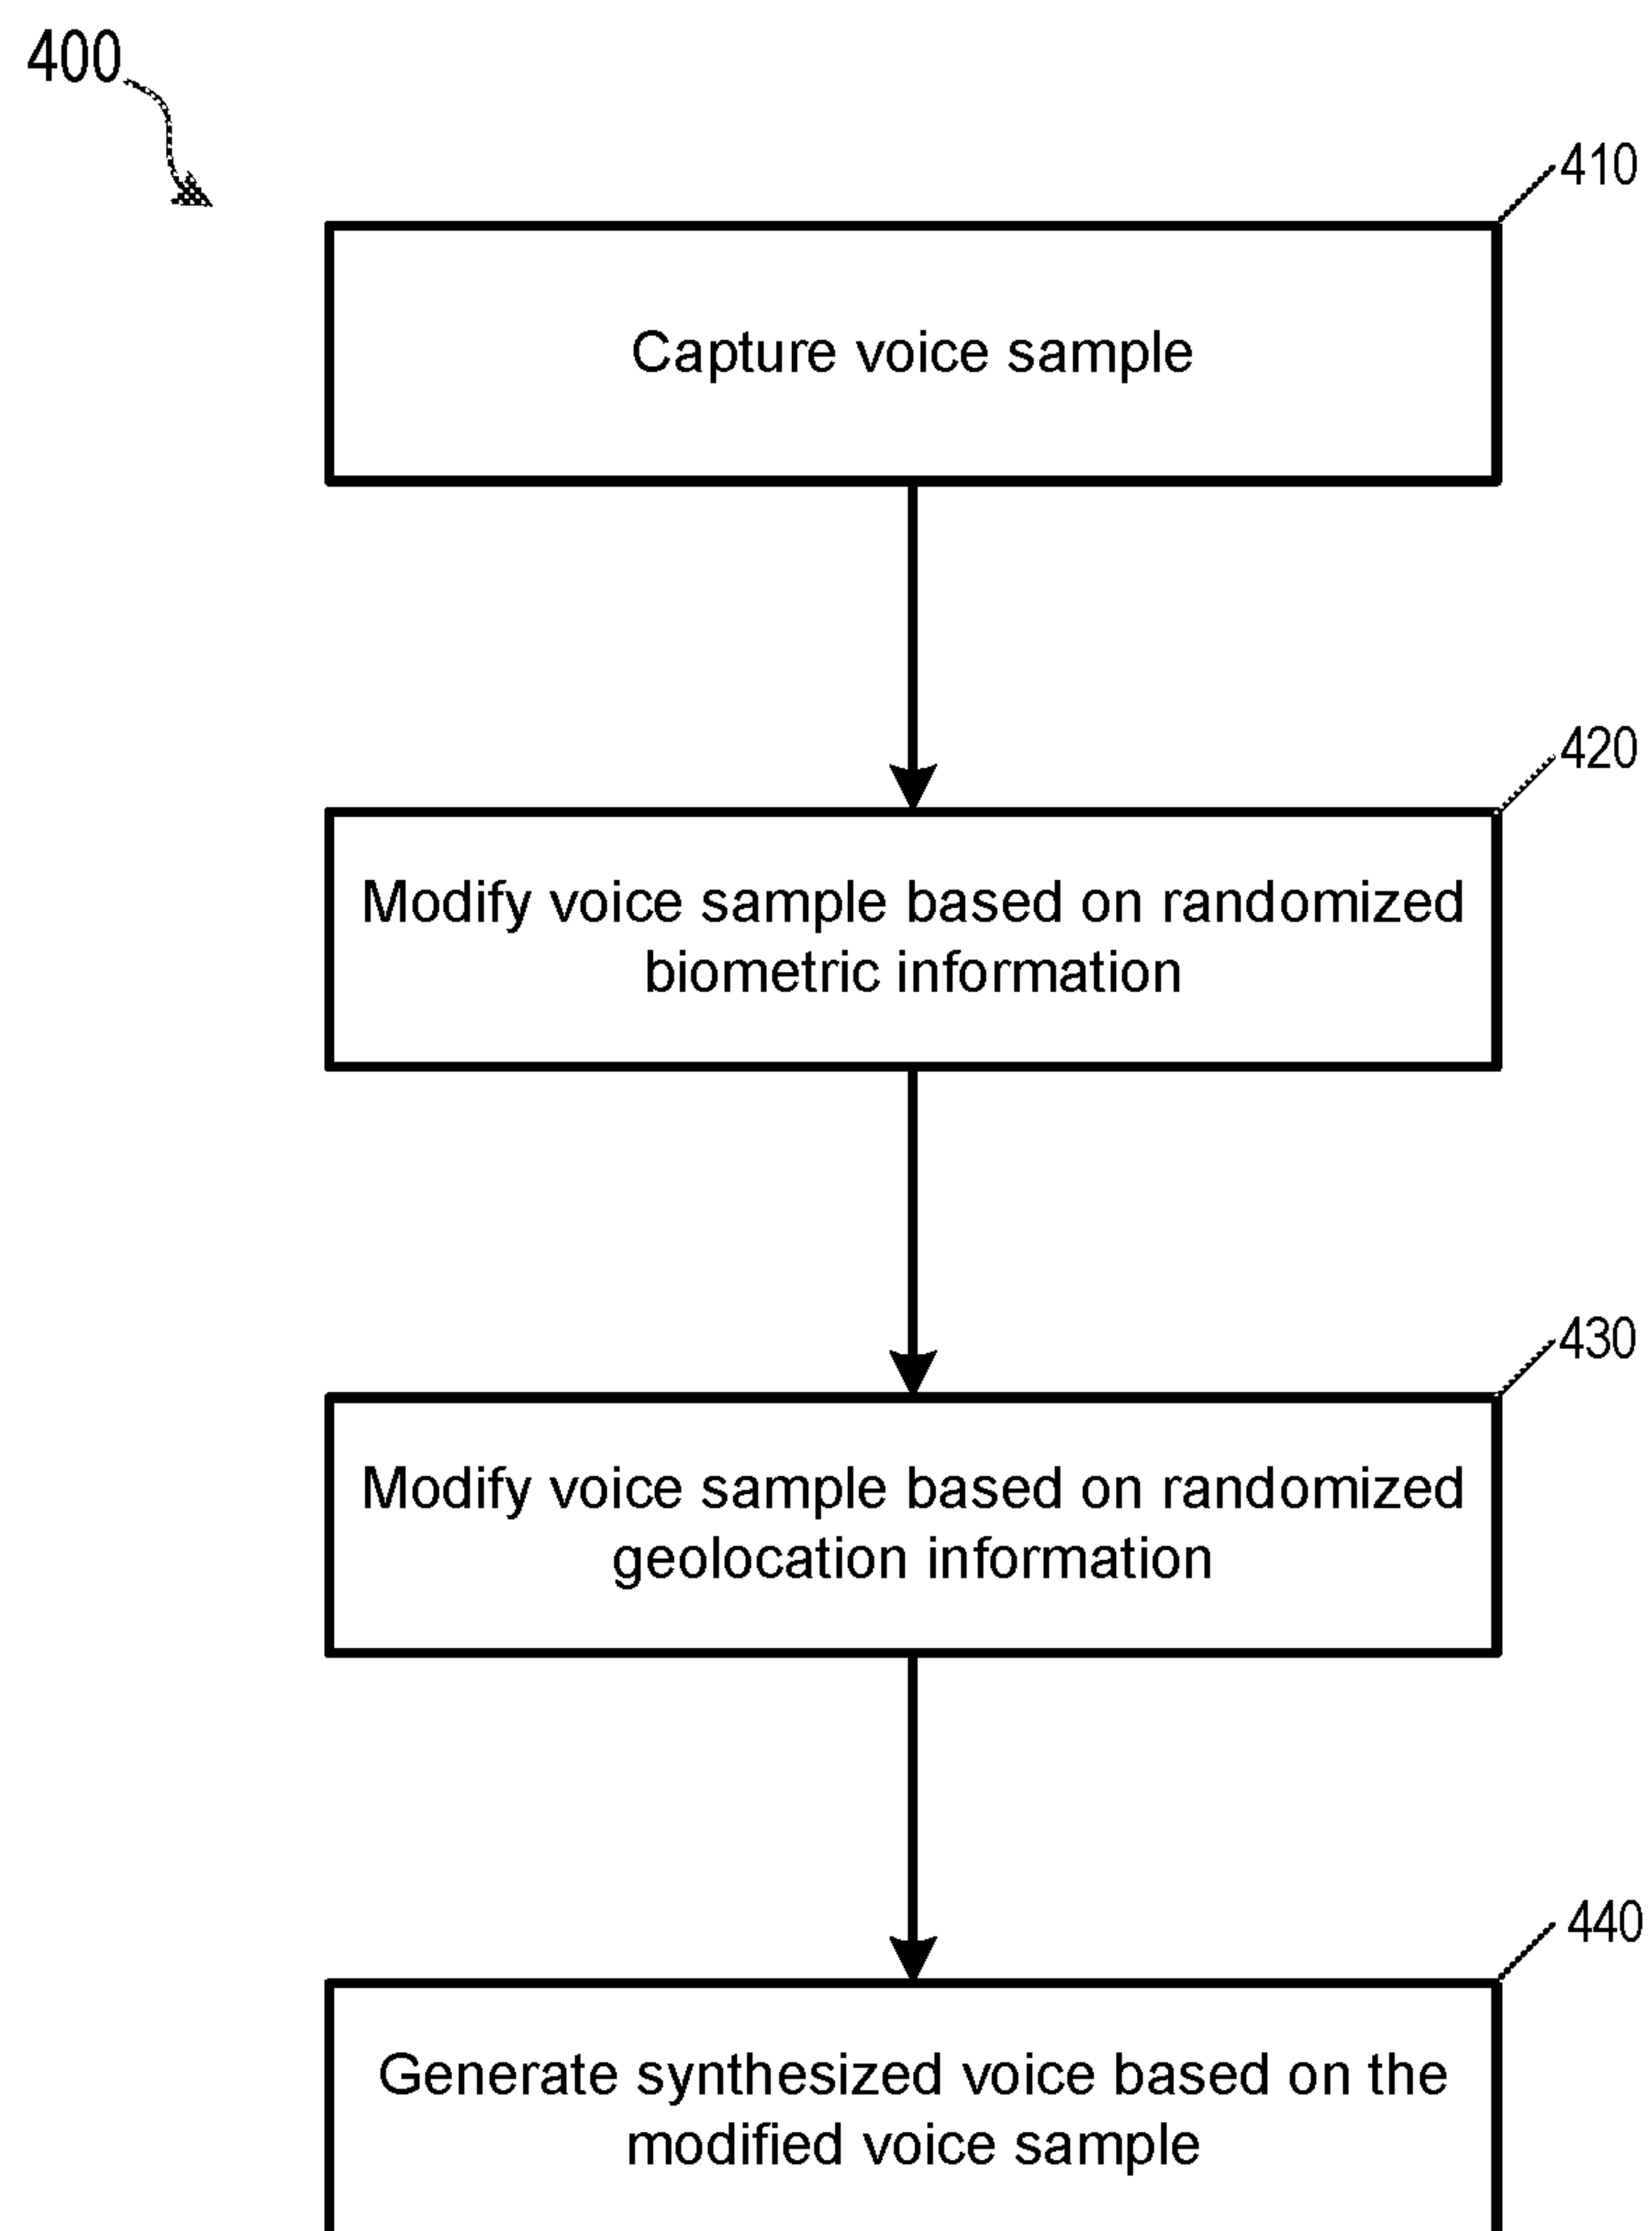 400
410
Capture voice sample
420
Modify voice sample based on randomized
biometric information
430
Modify voice sample based on randomized
geolocation information
440
Generate synthesized voice based on the
modified voice sample